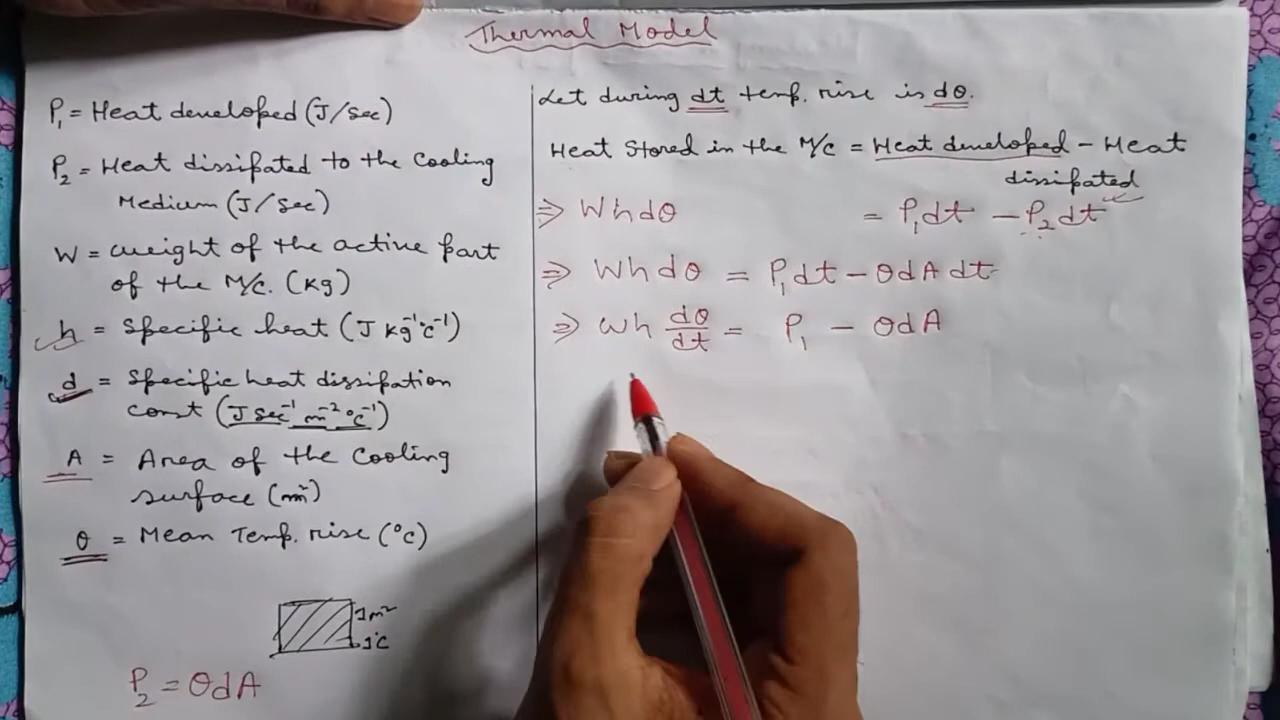 Thermal Model
P₁ = Heat developed (J/sec)
P₂ = Heat dissipated to the cooling
Medium (J/sec)
W = weight of the active part
of the M/C. (Kg)
h = Specific heat (J Kg⁻¹ °C⁻¹)
d = Specific heat dissipation
const (J sec⁻¹ m⁻² °C⁻¹)
A = Area of the cooling
surface (m²)
θ = Mean Temp. rise (°C)
1m²
1°C
P₂ = θdA
Let during dt temp. rise is dθ.
Heat Stored in the M/C = Heat developed - Heat
dissipated
⇒ Whdθ = P₁dt - P₂dt
⇒ Whdθ = P₁dt - θdA dt
⇒ Wh dθ/dt = P₁ - θdA